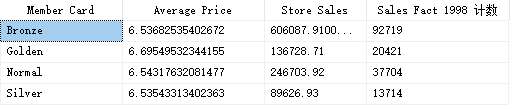 Member Card Average Price Store Sales Sales Fact 1998 计数
Bronze 6.53682535402672 606087.9100... 92719
Golden 6.69549532344155 136728.71 20421
Normal 6.54317632081477 246703.92 37704
Silver 6.53543313402363 89626.93 13714